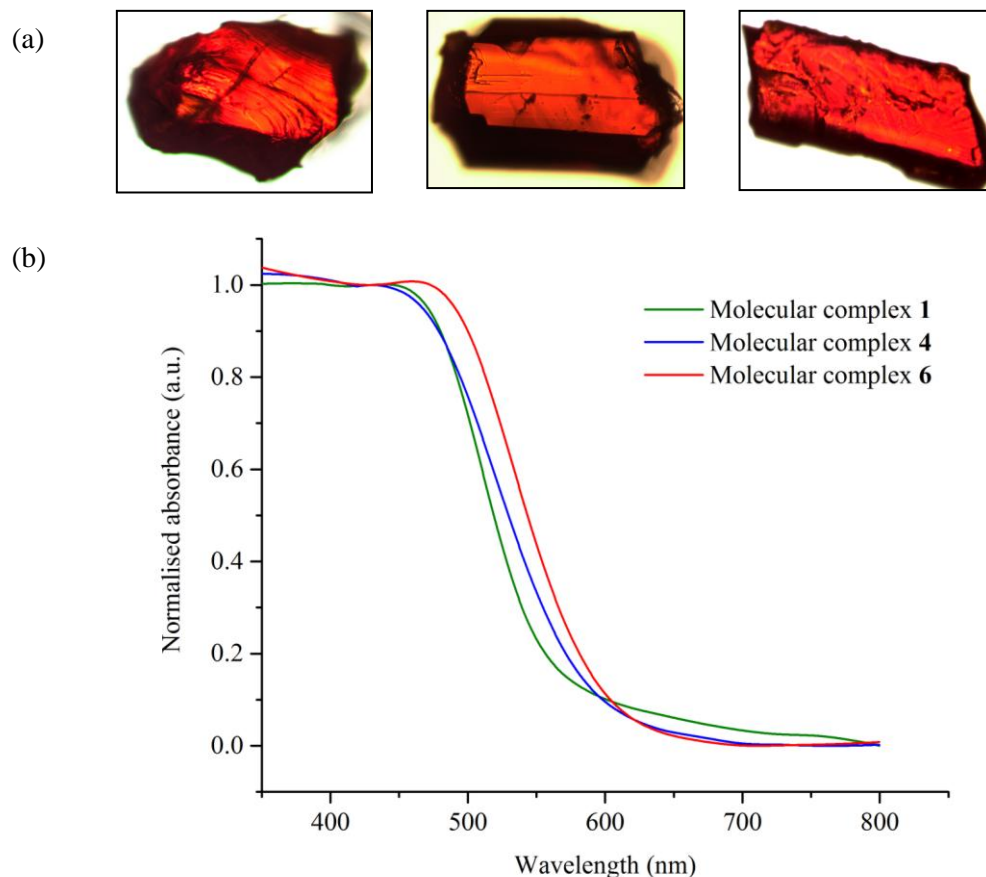 (a)
(b)
Molecular complex 1
Molecular complex 4
Molecular complex 6
Normalised absorbance (a.u.)
1.0
0.8
0.6
0.4
0.2
0.0
400 500 600 700 800
Wavelength (nm)